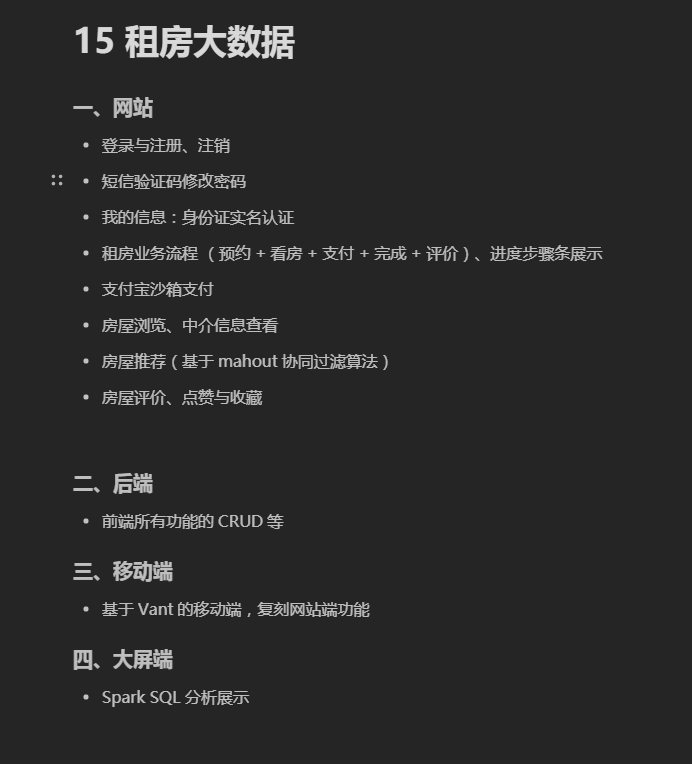 15 租房大数据
一、网站
• 登录与注册、注销
• 短信验证码修改密码
• 我的信息：身份证实名认证
• 租房业务流程 （预约 + 看房 + 支付 + 完成 + 评价）、进度步骤条展示
• 支付宝沙箱支付
• 房屋浏览、中介信息查看
• 房屋推荐（基于 mahout 协同过滤算法）
• 房屋评价、点赞与收藏
二、后端
• 前端所有功能的 CRUD 等
三、移动端
• 基于 Vant 的移动端，复刻网站端功能
四、大屏端
• Spark SQL 分析展示